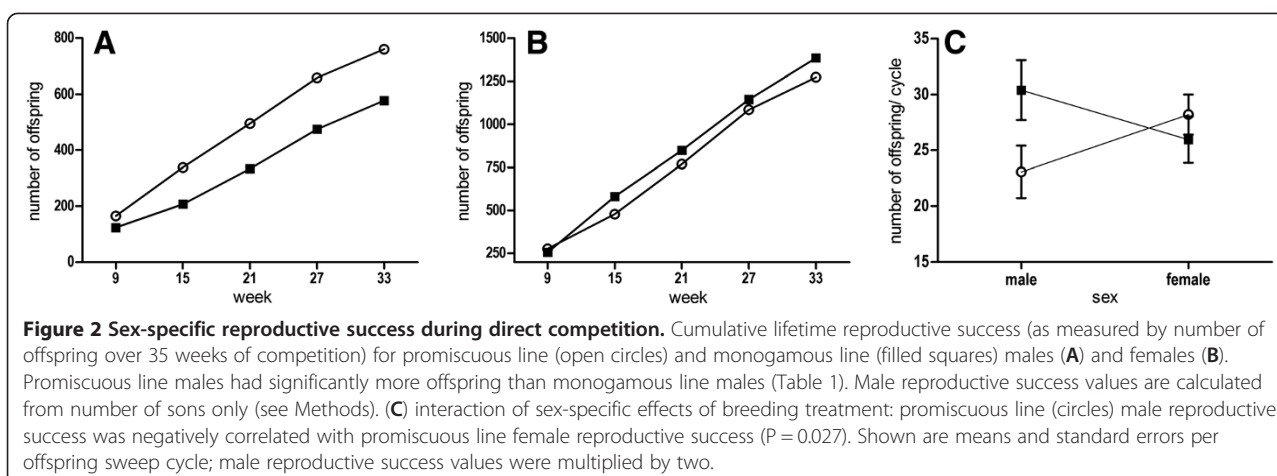 A
B
C
800
600
400
200
0
number of offspring
9 15 21 27 33
week
1500
1250
1000
750
500
250
number of offspring
9 15 21 27 33
week
35
30
25
20
15
number of offspring/ cycle
male female
sex
Figure 2 Sex-specific reproductive success during direct competition. Cumulative lifetime reproductive success (as measured by number of
offspring over 35 weeks of competition) for promiscuous line (open circles) and monogamous line (filled squares) males (A) and females (B).
Promiscuous line males had significantly more offspring than monogamous line males (Table 1). Male reproductive success values are calculated
from number of sons only (see Methods). (C) interaction of sex-specific effects of breeding treatment: promiscuous line (circles) male reproductive
success was negatively correlated with promiscuous line female reproductive success (P = 0.027). Shown are means and standard errors per
offspring sweep cycle; male reproductive success values were multiplied by two.